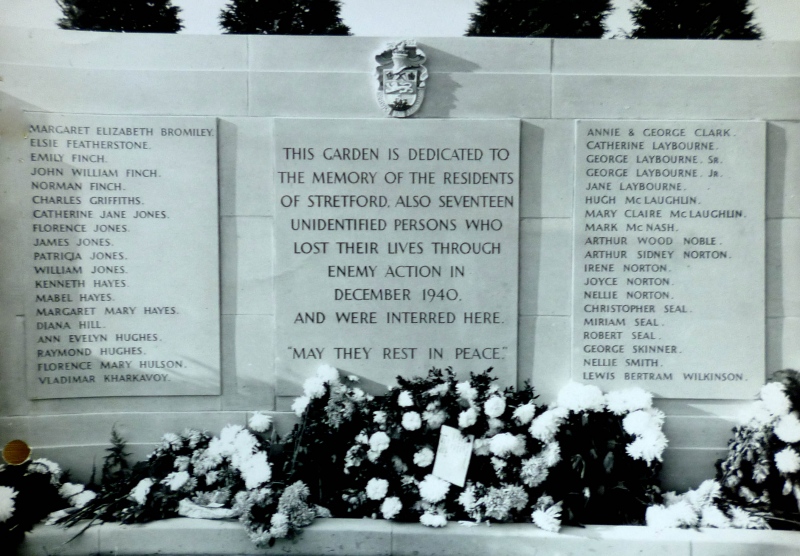 MARGARET ELIZABETH BROMILEY.
ELSIE FEATHERSTONE.
EMILY FINCH.
JOHN WILLIAM FINCH.
NORMAN FINCH.
CHARLES GRIFFITHS.
CATHERINE JANE JONES.
FLORENCE JONES.
JAMES JONES.
PATRICIA JONES.
WILLIAM JONES.
KENNETH HAYES.
MABEL HAYES.
MARGARET MARY HAYES.
DIANA HILL.
ANN EVELYN HUGHES.
RAYMOND HUGHES.
FLORENCE MARY HULSON.
VLADIMAR KHARKAVOY.
THIS GARDEN IS DEDICATED TO
THE MEMORY OF THE RESIDENTS
OF STRETFORD, ALSO SEVENTEEN
UNIDENTIFIED PERSONS WHO
LOST THEIR LIVES THROUGH
ENEMY ACTION IN
DECEMBER 1940,
AND WERE INTERRED HERE.
"MAY THEY REST IN PEACE."
ANNIE & GEORGE CLARK.
CATHERINE LAYBOURNE.
GEORGE LAYBOURNE. SR.
GEORGE LAYBOURNE. JR.
JANE LAYBOURNE.
HUGH McLAUGHLIN.
MARY CLAIRE McLAUGHLIN.
MARK McNASH.
ARTHUR WOOD NOBLE.
ARTHUR SIDNEY NORTON.
IRENE NORTON.
JOYCE NORTON.
NELLIE NORTON.
CHRISTOPHER SEAL.
MIRIAM SEAL.
ROBERT SEAL.
GEORGE SKINNER.
NELLIE SMITH.
LEWIS BERTRAM WILKINSON.